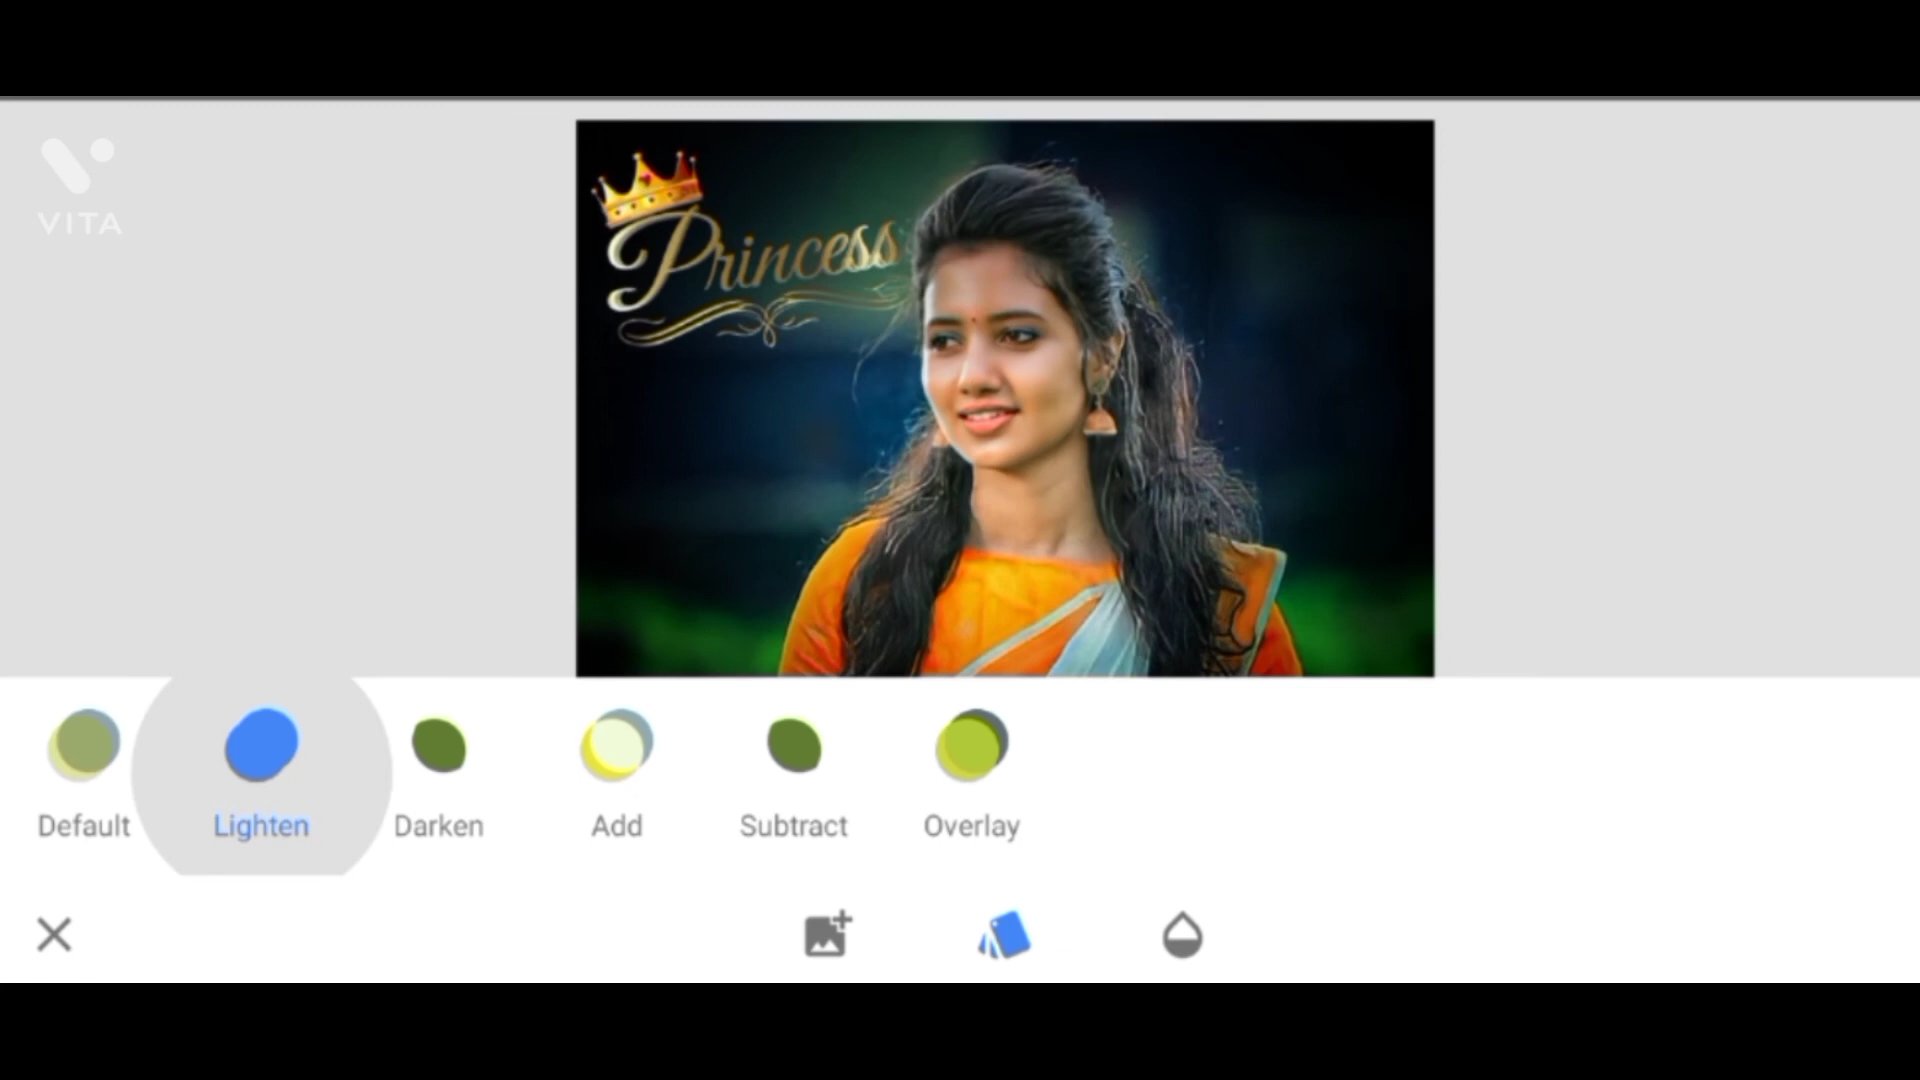 VITA
Princess
Default
Lighten
Darken
Add
Subtract
Overlay